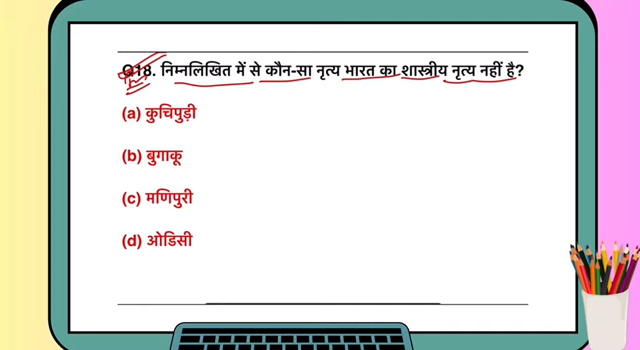 Q18. निम्नलिखित में से कौन-सा नृत्य भारत का शास्त्रीय नृत्य नहीं है?
(a) कुचिपुड़ी
(b) बुगाकू
(c) मणिपुरी
(d) ओडिसी